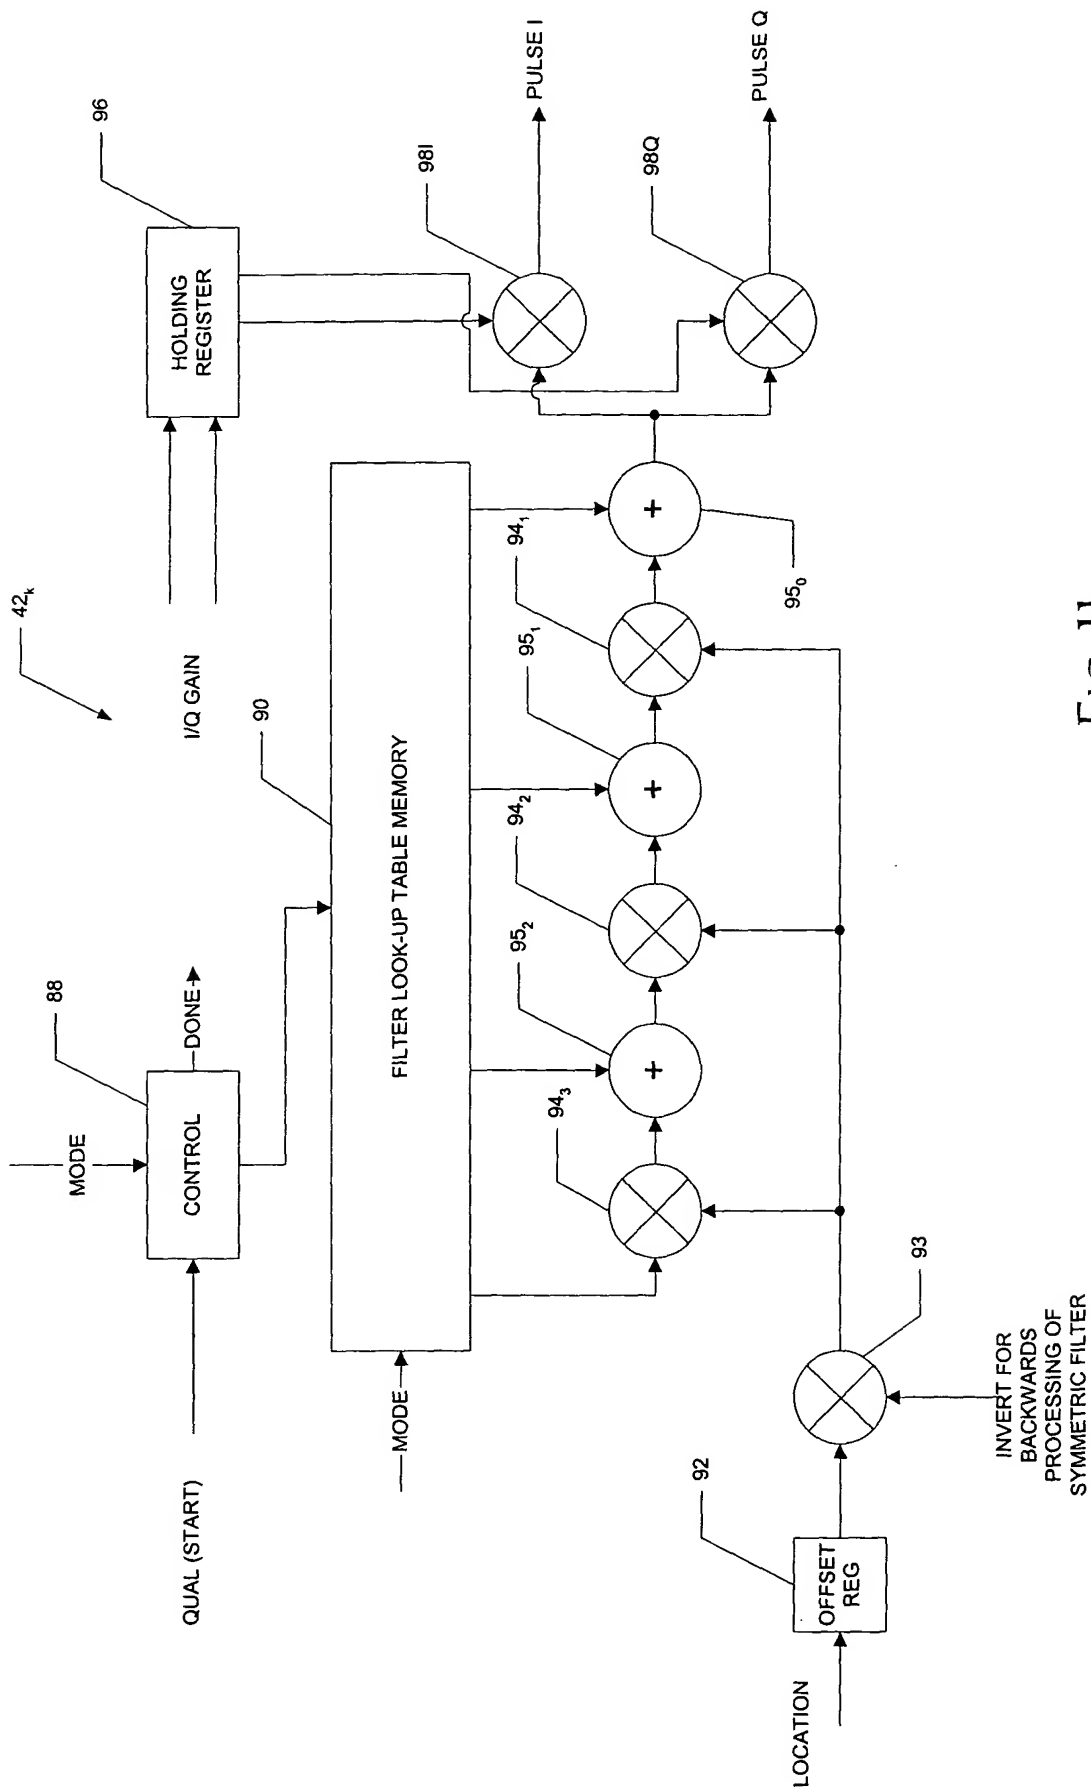 42ₖ
QUAL (START)
MODE
88
CONTROL
DONE
I/Q GAIN
96
HOLDING
REGISTER
90
MODE
FILTER LOOK-UP TABLE MEMORY
94₃
95₂
94₂
95₁
94₁
95₀
98I
PULSE I
98Q
PULSE Q
LOCATION
92
OFFSET
REG
93
INVERT FOR
BACKWARDS
PROCESSING OF
SYMMETRIC FILTER